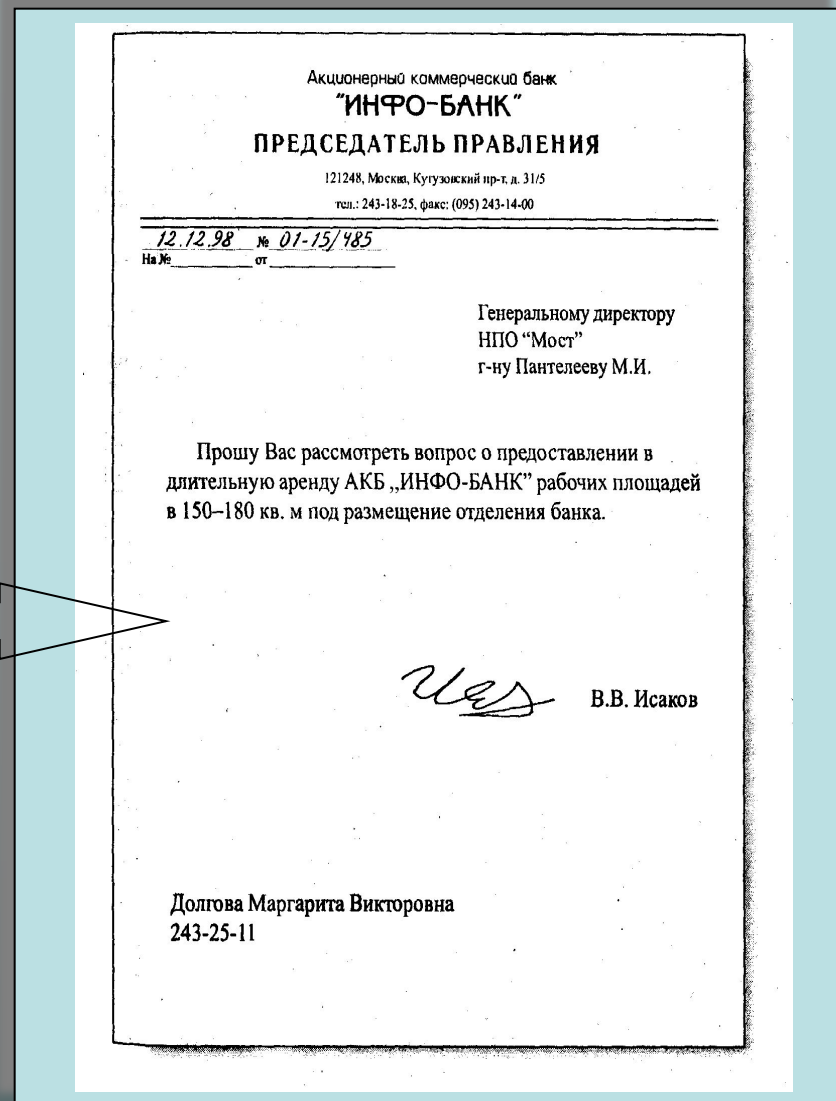 Акционерный коммерческий банк
"ИНФО-БАНК"
ПРЕДСЕДАТЕЛЬ ПРАВЛЕНИЯ
121248, Москва, Кутузовский пр-т, д. 31/5
тел.: 243-18-25, факс: (095) 243-14-00
12.12.98 № 01-15/485
На № от
Генеральному директору
НПО “Мост”
г-ну Пантелееву М.И.
Прошу Вас рассмотреть вопрос о предоставлении в
длительную аренду АКБ „ИНФО-БАНК” рабочих площадей
в 150–180 кв. м под размещение отделения банка.
В.В. Исаков
Долгова Маргарита Викторовна
243-25-11